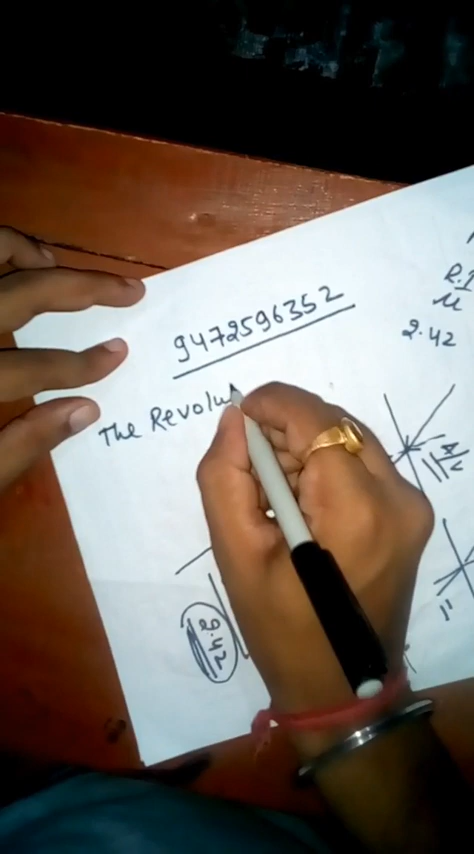 9472596352
The Revolu
R.I
μ
2.42
2.42